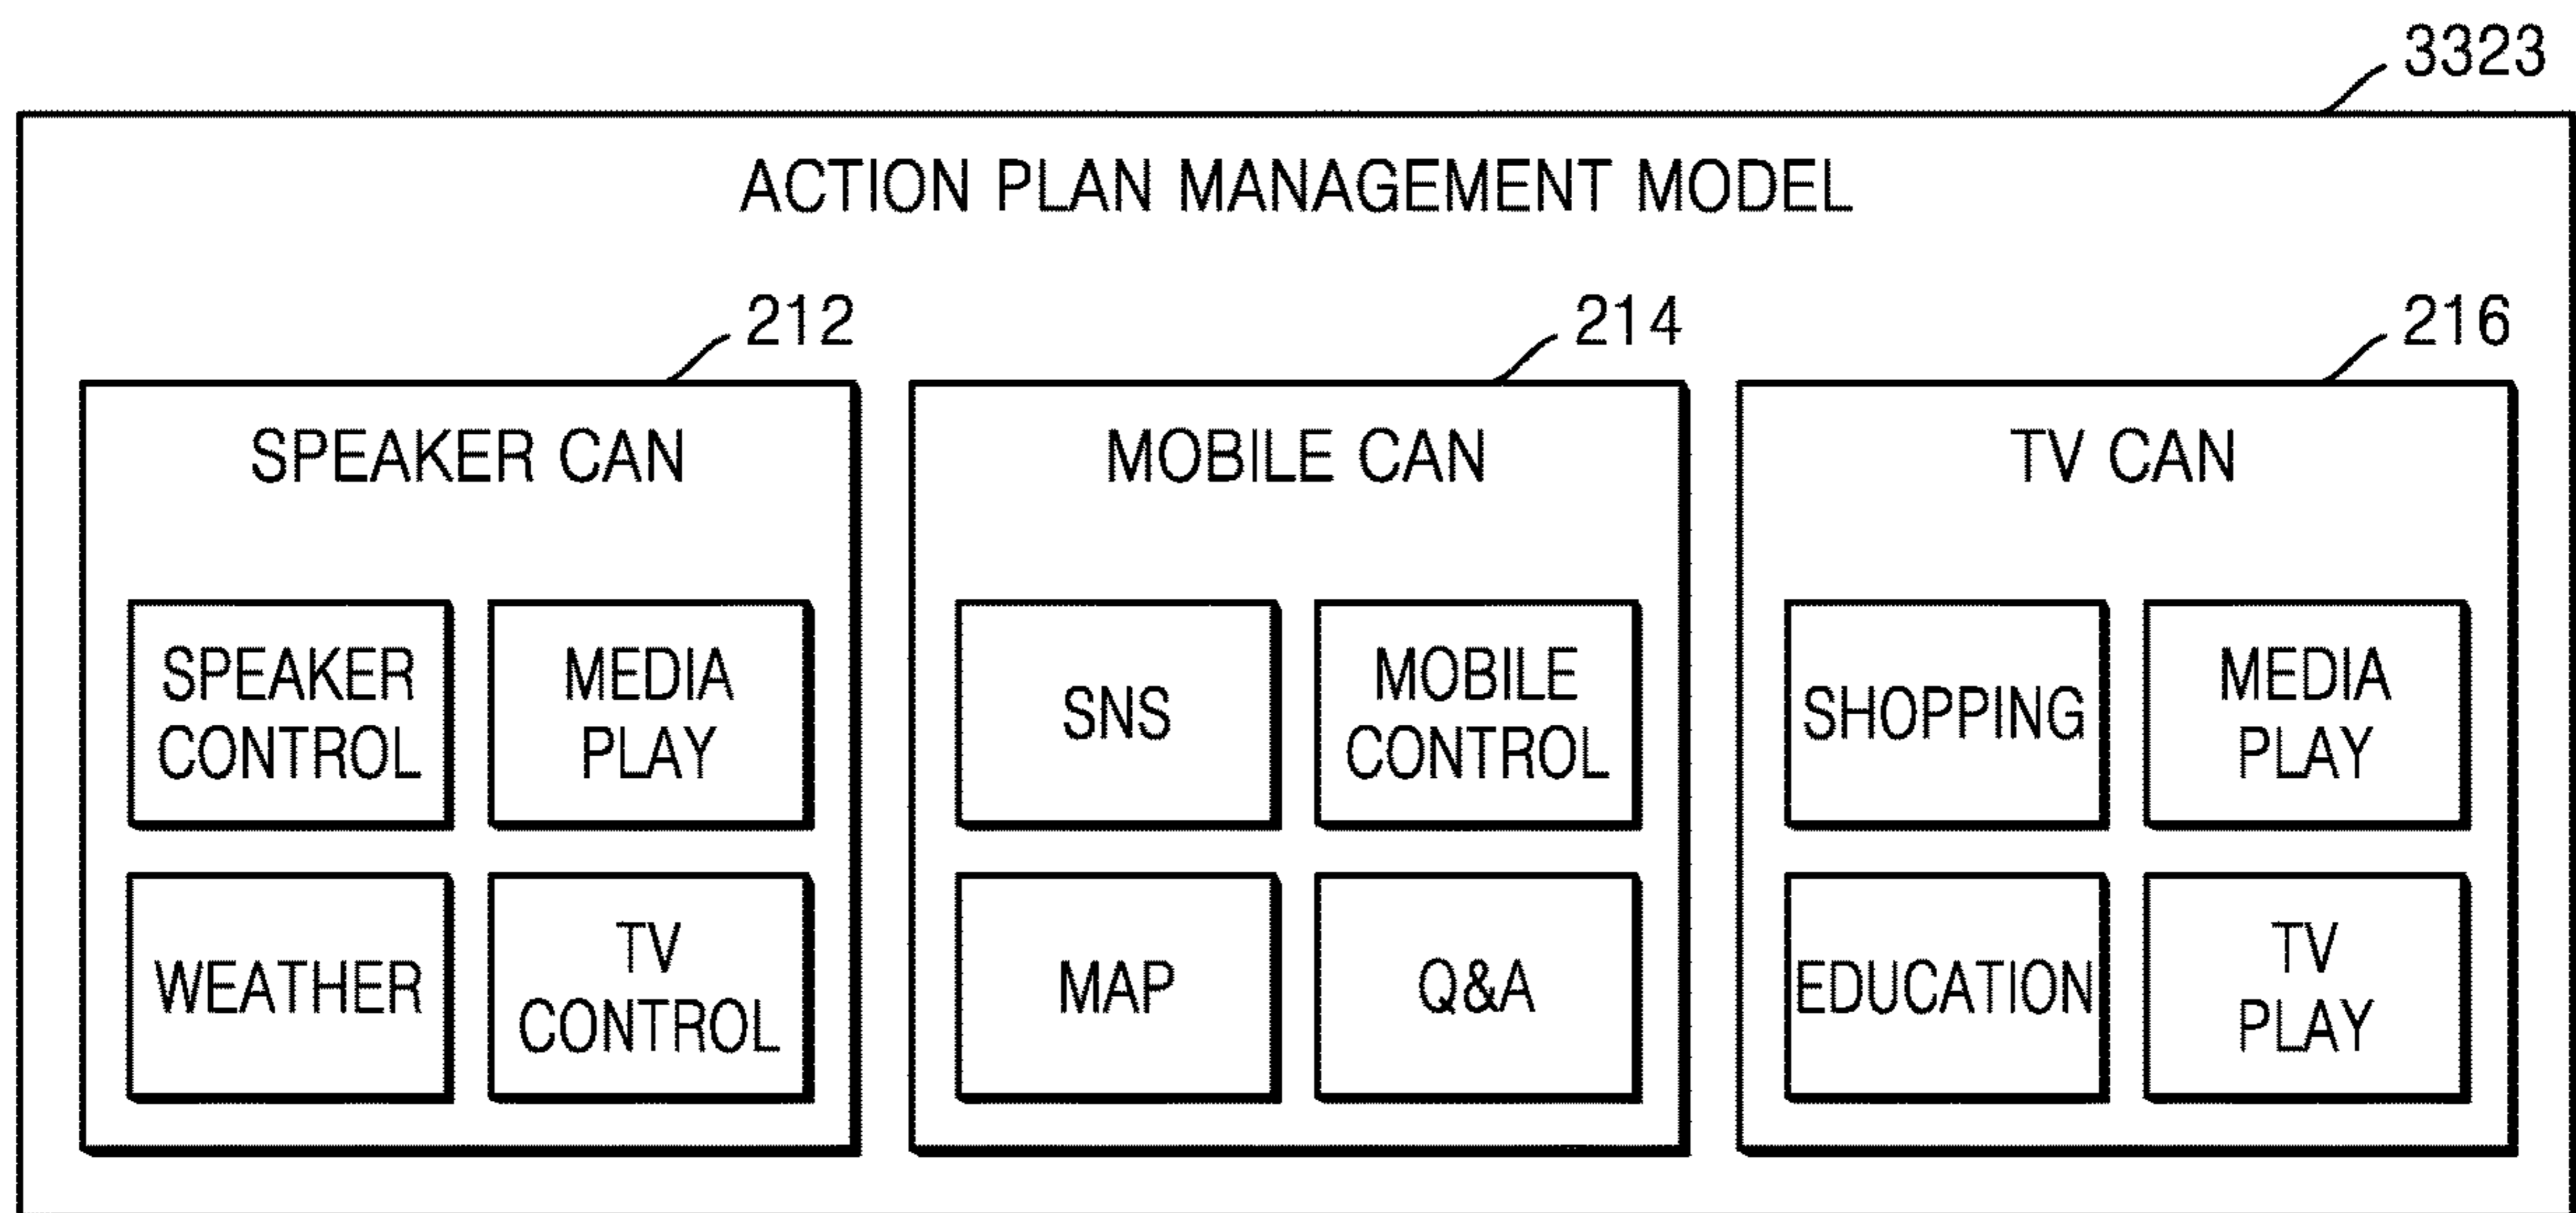 3323
ACTION PLAN MANAGEMENT MODEL
212
SPEAKER CAN
SPEAKER
CONTROL
MEDIA
PLAY
WEATHER
TV
CONTROL
214
MOBILE CAN
SNS
MOBILE
CONTROL
MAP
Q&A
216
TV CAN
SHOPPING
MEDIA
PLAY
EDUCATION
TV
PLAY